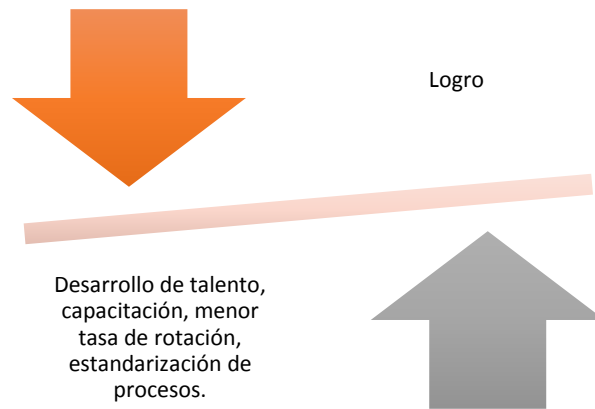 Logro
Desarrollo de talento,
capacitación, menor
tasa de rotación,
estandarización de
procesos.